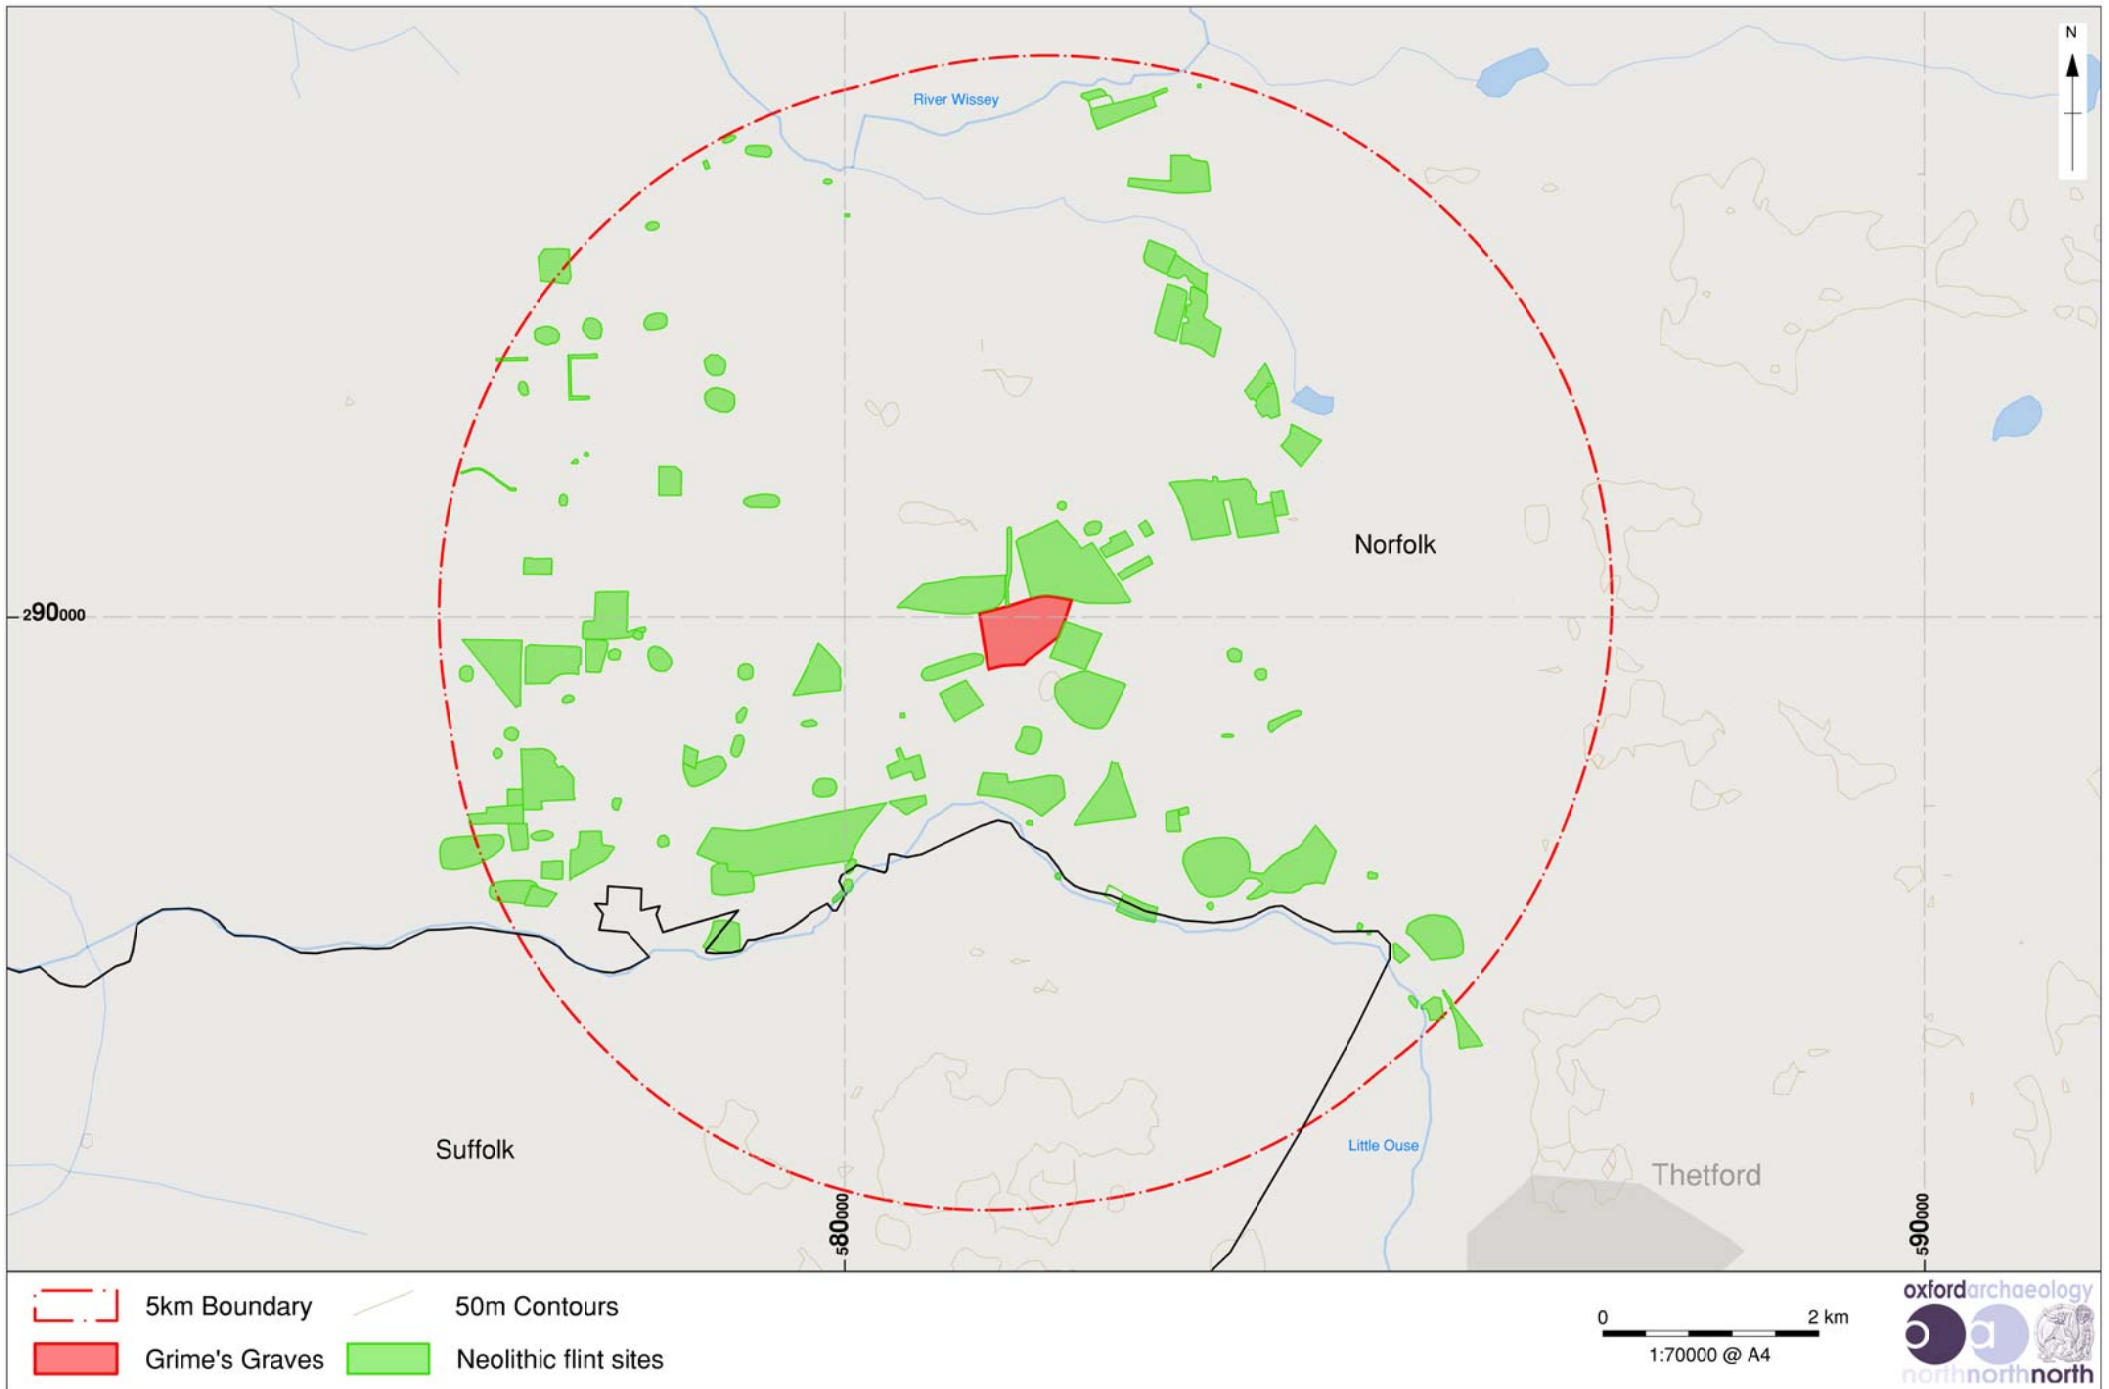 N
River Wissey
Norfolk
290000
Suffolk
Little Ouse
Thetford
580000
590000
5km Boundary
50m Contours
Grime's Graves
Neolithic flint sites
0 2 km
1:70000 @ A4
oxfordarchaeology
oa
northnorthnorth